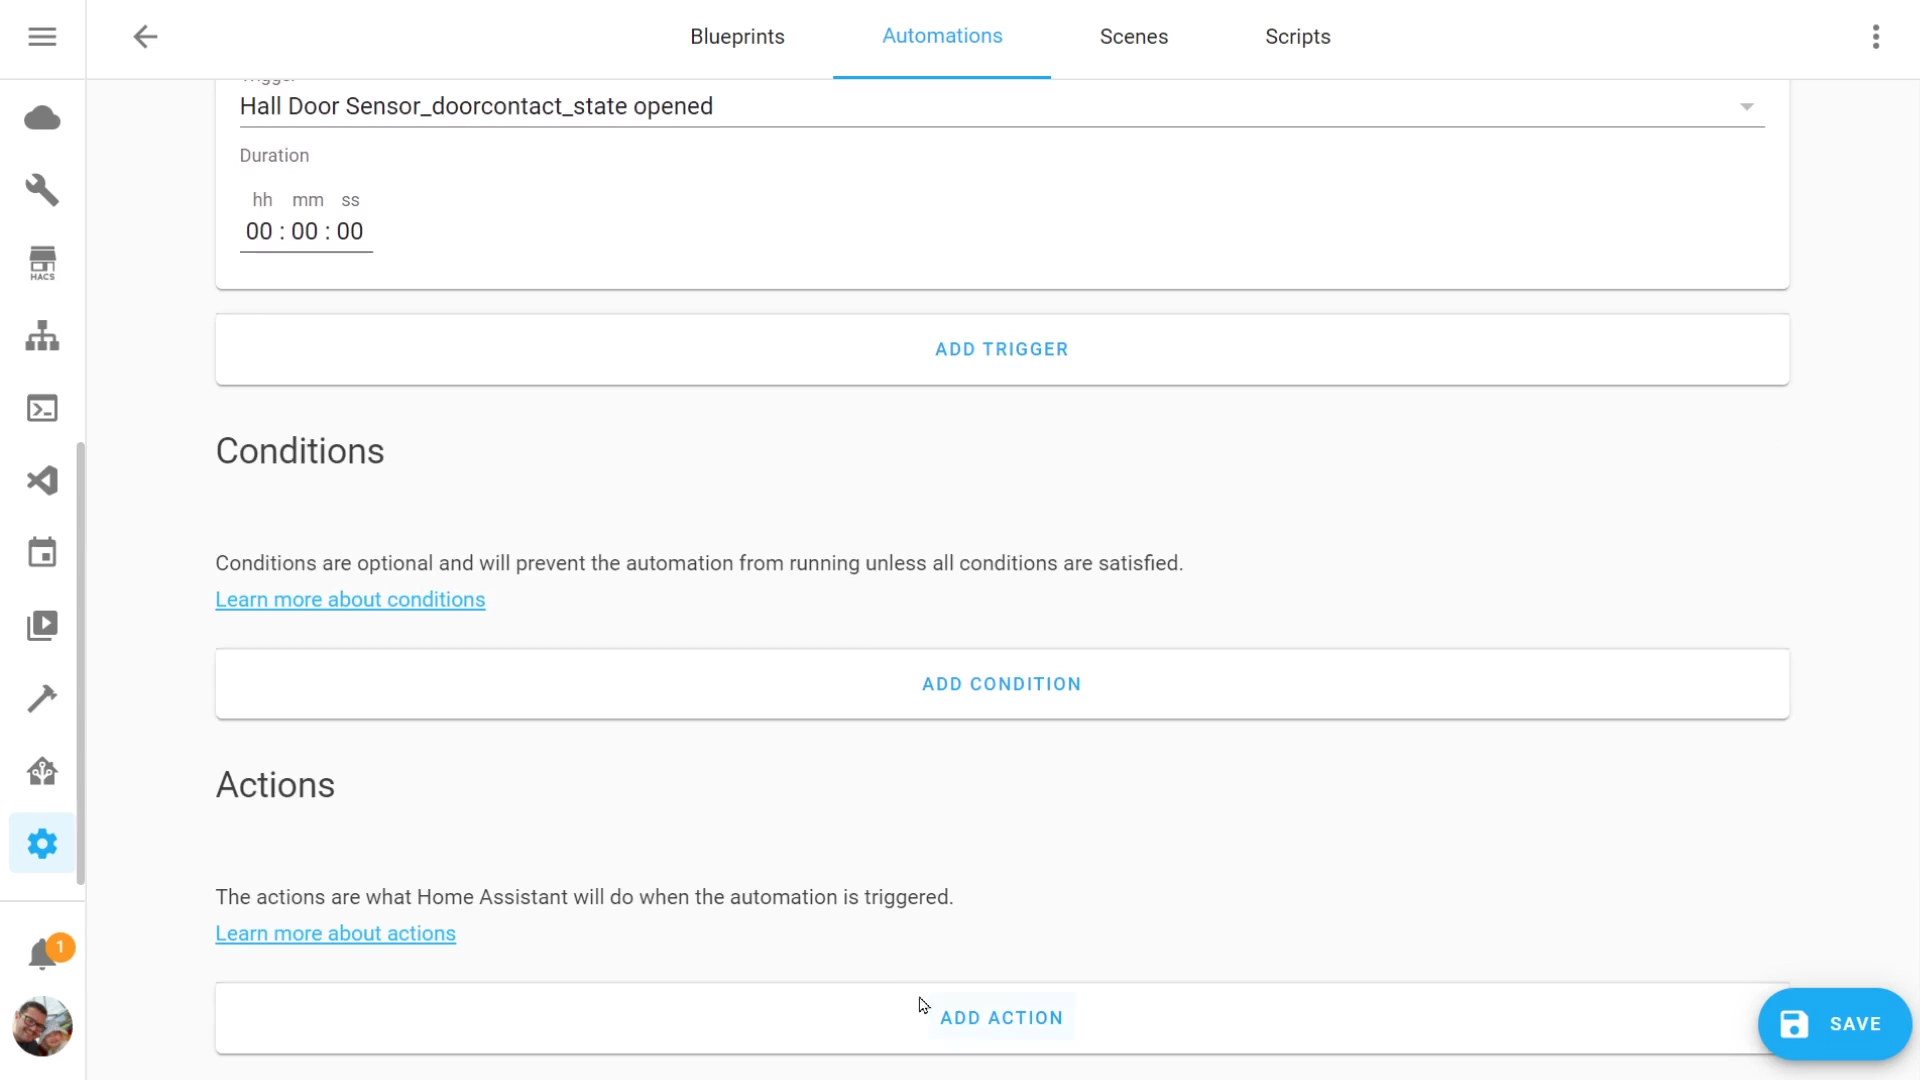 Blueprints
Automations
Scenes
Scripts
Trigger
Hall Door Sensor_doorcontact_state opened
Duration
hh mm ss
00 : 00 : 00
HACS
ADD TRIGGER
Conditions
Conditions are optional and will prevent the automation from running unless all conditions are satisfied.
Learn more about conditions
ADD CONDITION
Actions
The actions are what Home Assistant will do when the automation is triggered.
Learn more about actions
1
ADD ACTION
SAVE